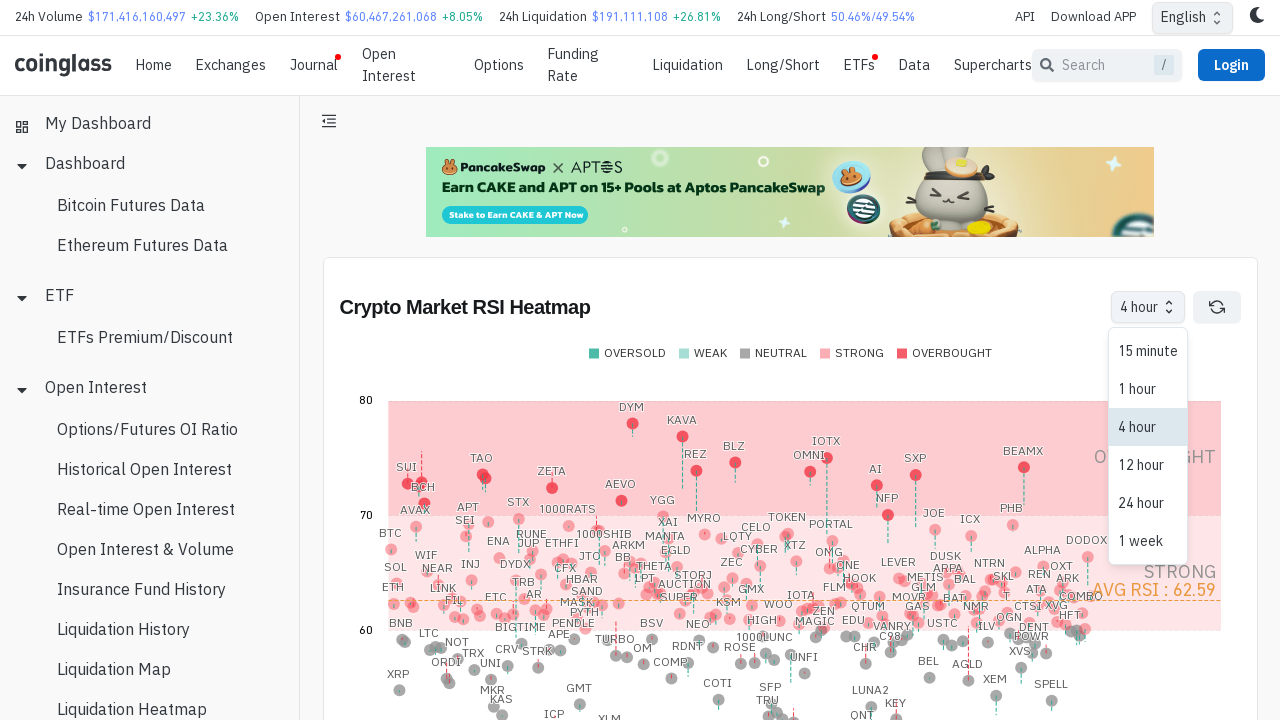 24h Volume $171,416,160,497 +23.36% Open Interest $60,467,261,068 +8.05% 24h Liquidation $191,111,108 +26.81% 24h Long/Short 50.46%/49.54% API Download APP English
coinglass Home Exchanges Journal Open Interest Options Funding Rate Liquidation Long/Short ETFs Data Supercharts Search / Login
My Dashboard
Dashboard
Bitcoin Futures Data
Ethereum Futures Data
ETF
ETFs Premium/Discount
Open Interest
Options/Futures OI Ratio
Historical Open Interest
Real-time Open Interest
Open Interest & Volume
Insurance Fund History
Liquidation History
Liquidation Map
Liquidation Heatmap
PancakeSwap X APTOS
Earn CAKE and APT on 15+ Pools at Aptos PancakeSwap
Stake to Earn CAKE & APT Now
Crypto Market RSI Heatmap
4 hour
15 minute
1 hour
4 hour
12 hour
24 hour
1 week
OVERSOLD WEAK NEUTRAL STRONG OVERBOUGHT
80
DYM
KAVA
IOTX
BLZ
REZ
OMNI
BEAMX
TAO
SXP
SUI
ZETA
AI
AEVO
BCH
YGG
NFP
STX
APT
AVAX
1000RATS
PHB
70
SEI
XAI
MYRO
TOKEN
PORTAL
JOE
ICX
BTC
ENA
RUNE
1000SHIB
MANTA
LQTY
CELO
DODOX
JUP
ETHFI
ARKM
EGLD
CYBER
XTZ
OMG
ALPHA
WIF
JTO
BB
DUSK
SOL
NEAR
INJ
DYDX
CFX
THETA
ZEC
ONE
LEVER
ARPA
NTRN
OXT
STRONG
ETH
LINK
TRB
HBAR
LPT
STORJ
HOOK
METIS
BAL
SKL
REN
ARK
AUCTION
GMX
FLM
GLM
ATA
AVG RSI : 62.59
FIL
ETC
AR
SAND
SUPER
KSM
WOO
IOTA
MOVR
BAT
T
COMBO
MASK
PYTH
ZEN
QTUM
GAS
NMR
CTSI
XVG
60
BNB
BIGTIME
PENDLE
BSV
NEO
HIGH
MAGIC
EDU
VANRY
USTC
ILV
OGN
DENT
HFT
LTC
NOT
APE
TURBO
1000LUNC
C98
POWR
ORDI
TRX
CRV
STRK
OM
RDNT
ROSE
CHR
XVS
UNI
COMP
UNFI
BEL
AGLD
XRP
MKR
KAS
GMT
COTI
SFP
TRU
LUNA2
KEY
XEM
SPELL
ICP
XLM
ONT